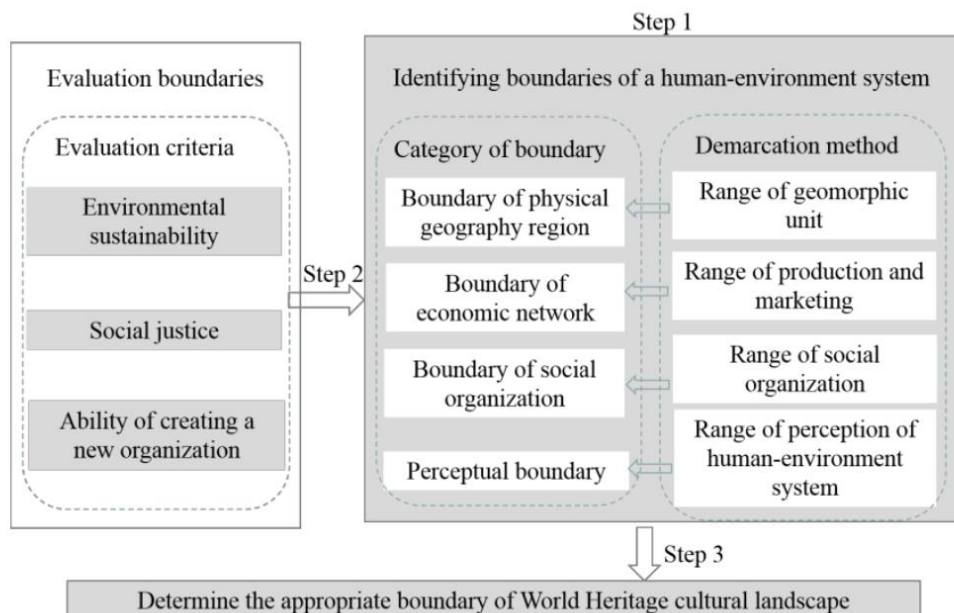 Step 1
Evaluation boundaries
Evaluation criteria
Environmental
sustainability
Social justice
Ability of creating a
new organization
Step 2
Identifying boundaries of a human-environment system
Category of boundary
Boundary of physical
geography region
Boundary of
economic network
Boundary of social
organization
Perceptual boundary
Demarcation method
Range of geomorphic
unit
Range of production and
marketing
Range of social
organization
Range of perception of
human-environment
system
Step 3
Determine the appropriate boundary of World Heritage cultural landscape